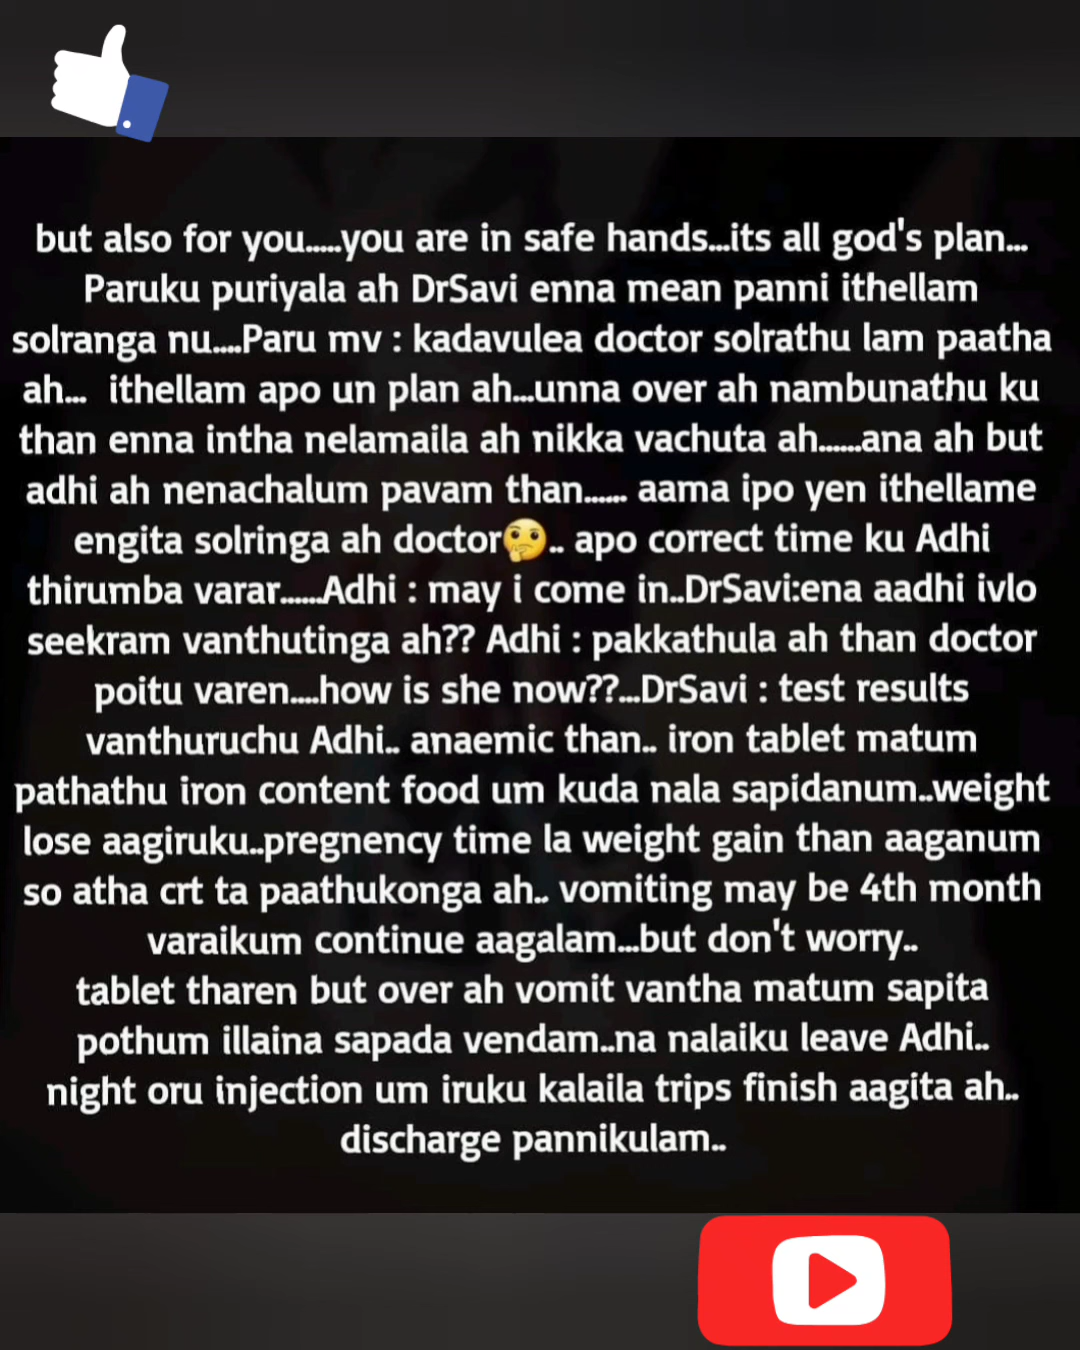 but also for you.....you are in safe hands...its all god's plan...
Paruku puriyala ah DrSavi enna mean panni ithellam
solranga nu....Paru mv : kadavulea doctor solrathu lam paatha
ah... ithellam apo un plan ah...unna over ah nambunathu ku
than enna intha nelamaila ah nikka vachuta ah......ana ah but
adhi ah nenachalum pavam than...... aama ipo yen ithellame
engita solringa ah doctor🤔.. apo correct time ku Adhi
thirumba varar......Adhi : may i come in..DrSavi:ena aadhi ivlo
seekram vanthutinga ah?? Adhi : pakkathula ah than doctor
poitu varen....how is she now??...DrSavi : test results
vanthuruchu Adhi.. anaemic than.. iron tablet matum
pathathu iron content food um kuda nala sapidanum..weight
lose aagiruku..pregnency time la weight gain than aaganum
so atha crt ta paathukonga ah.. vomiting may be 4th month
varaikum continue aagalam...but don't worry..
tablet tharen but over ah vomit vantha matum sapita
pothum illaina sapada vendam..na nalaiku leave Adhi..
night oru injection um iruku kalaila trips finish aagita ah..
discharge pannikulam..